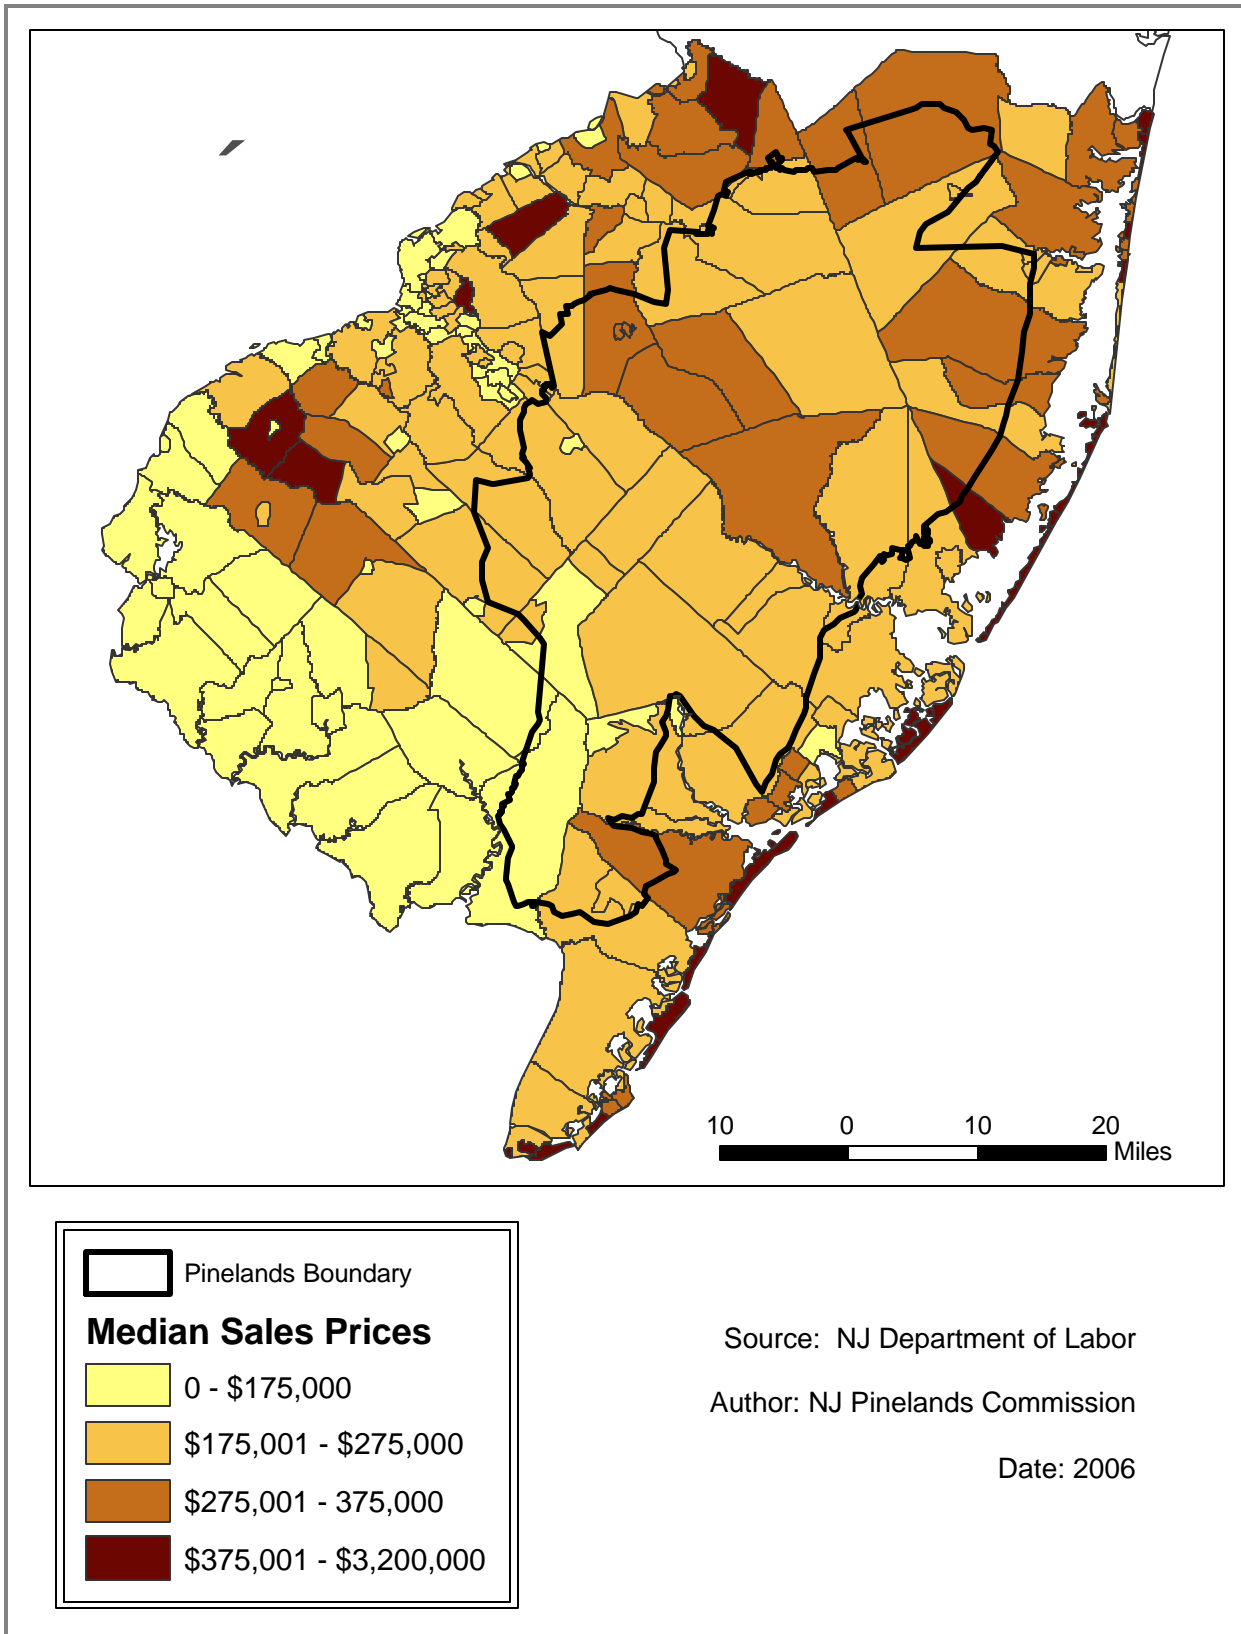 10 0 10 20
Miles
Pinelands Boundary
Median Sales Prices
0 - $175,000
$175,001 - $275,000
$275,001 - 375,000
$375,001 - $3,200,000
Source: NJ Department of Labor
Author: NJ Pinelands Commission
Date: 2006